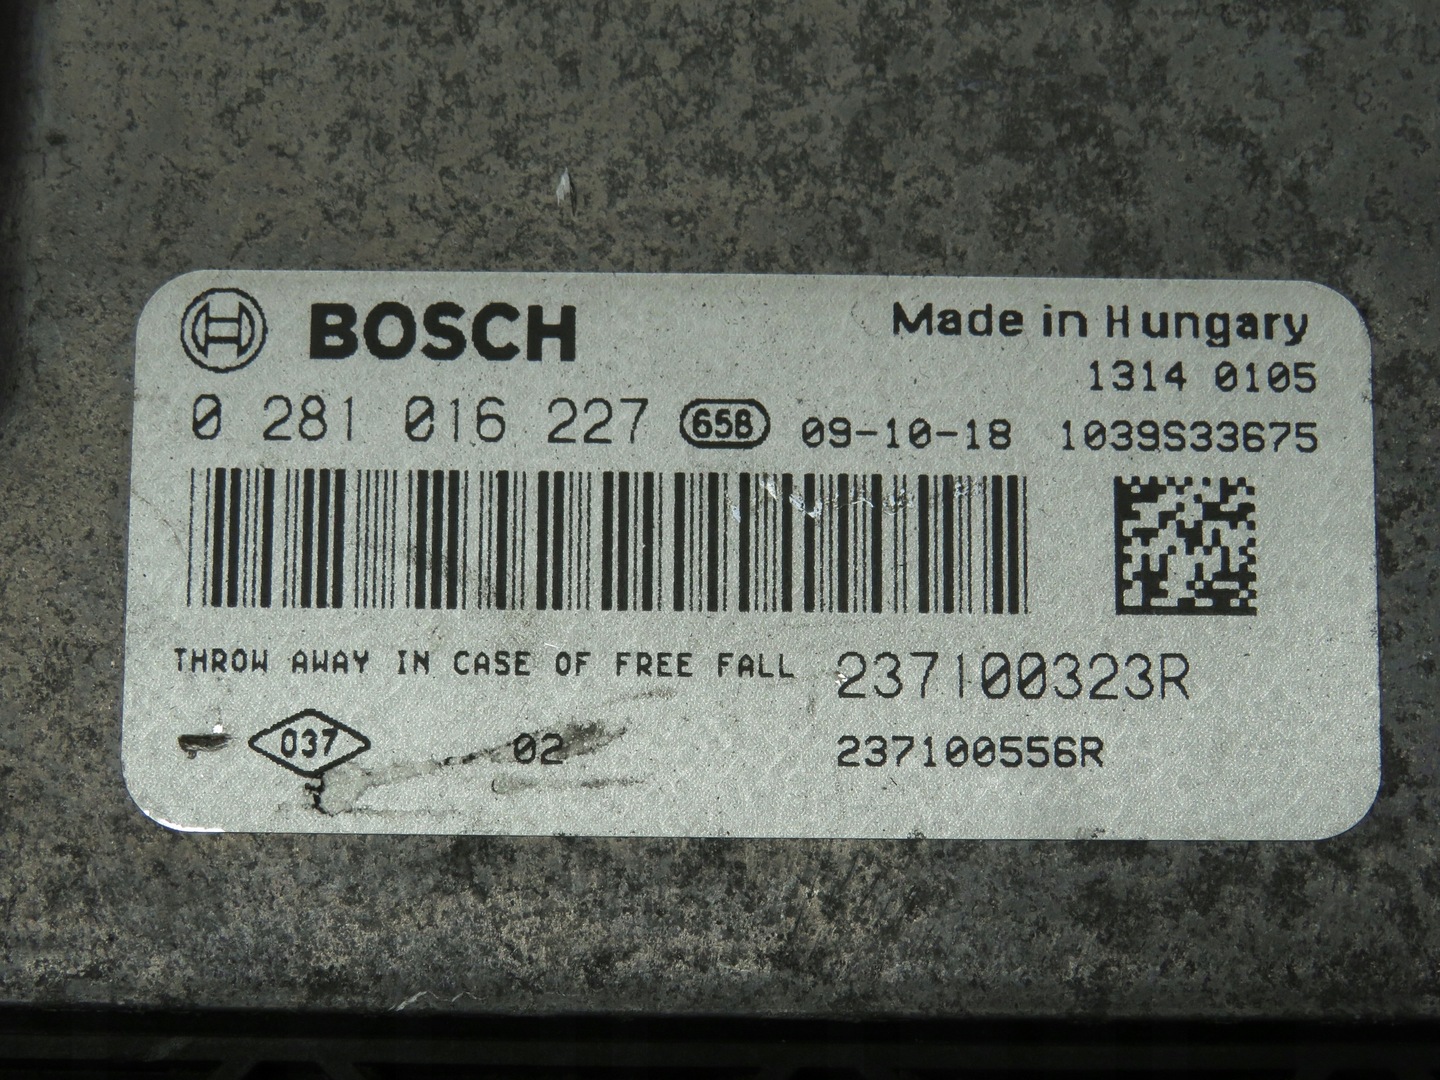 BOSCH
Made in Hungary
1314 0105
0 281 016 227 65B 09-10-18 1039S33675
THROW AWAY IN CASE OF FREE FALL 237100323R
037 02 237100556R